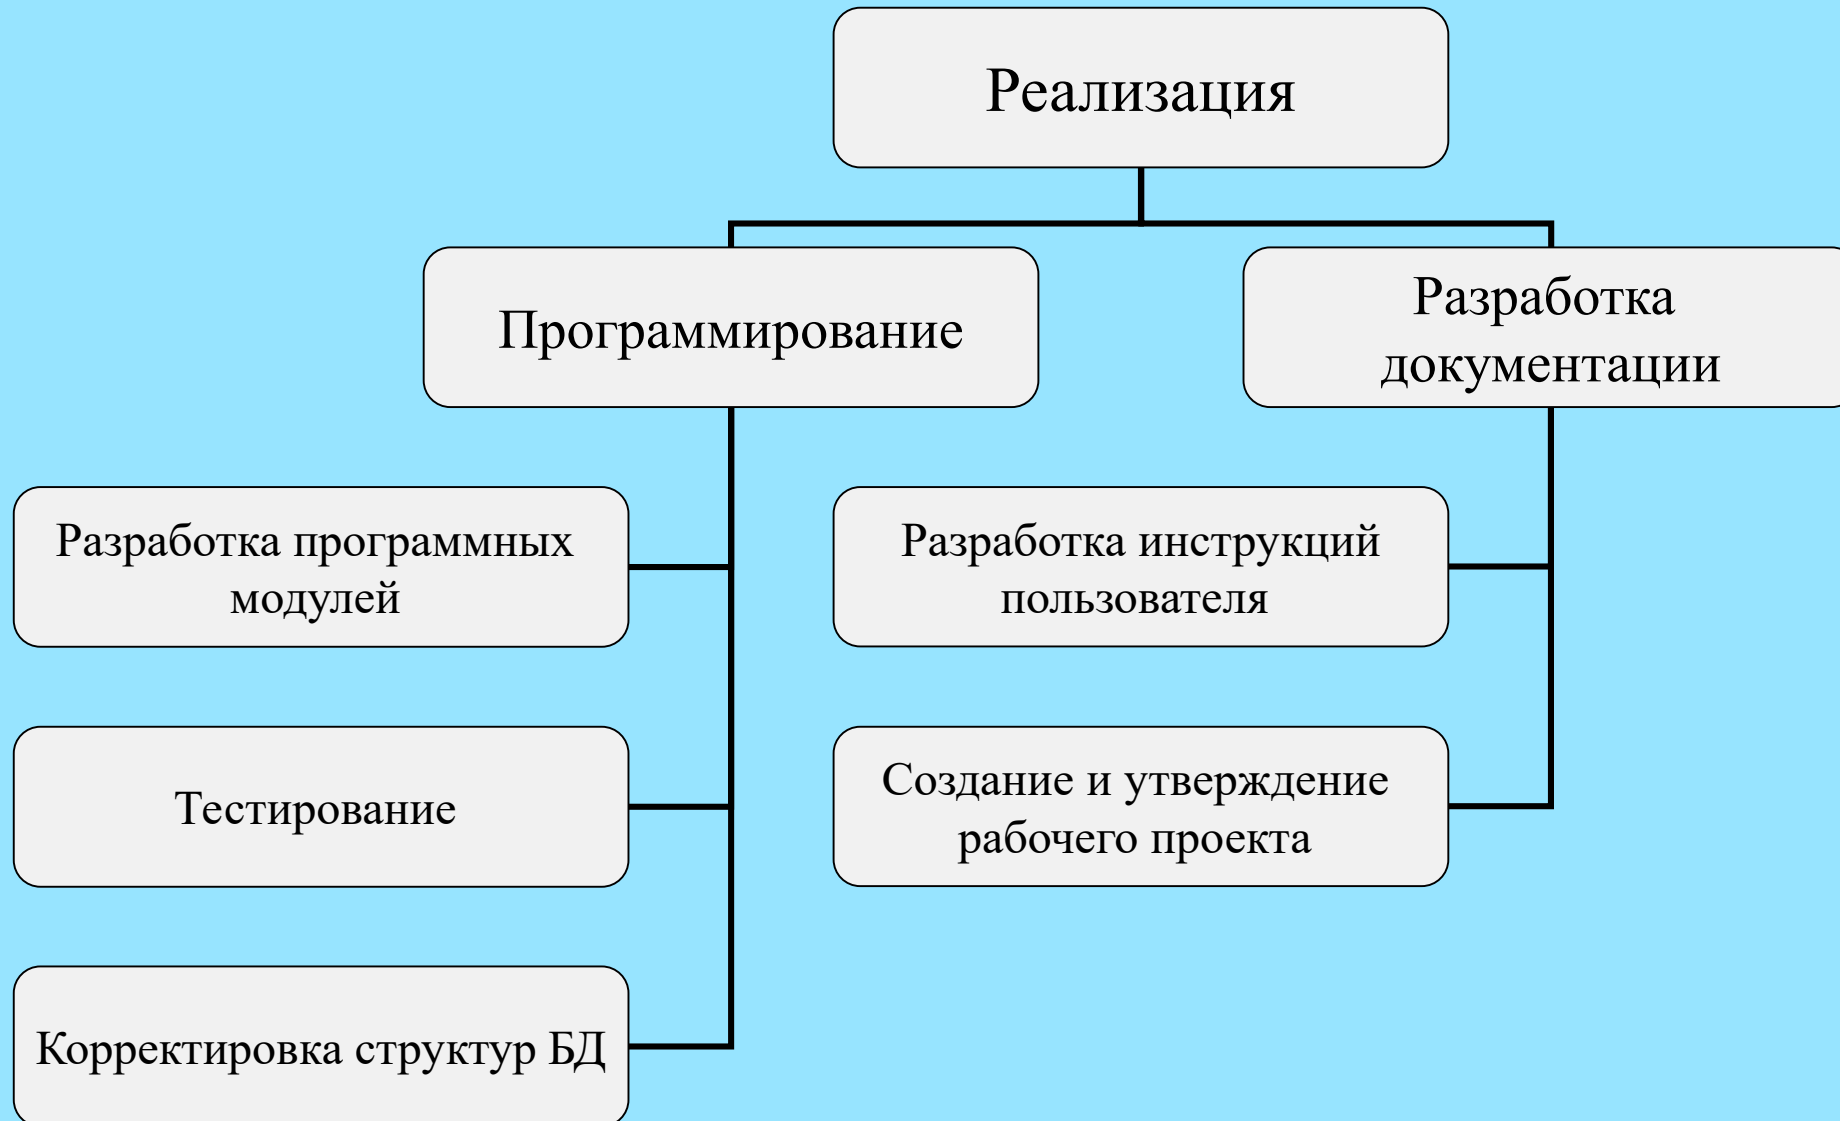 Реализация
Программирование
Разработка
документации
Разработка программных
модулей
Разработка инструкций
пользователя
Тестирование
Создание и утверждение
рабочего проекта
Корректировка структур БД